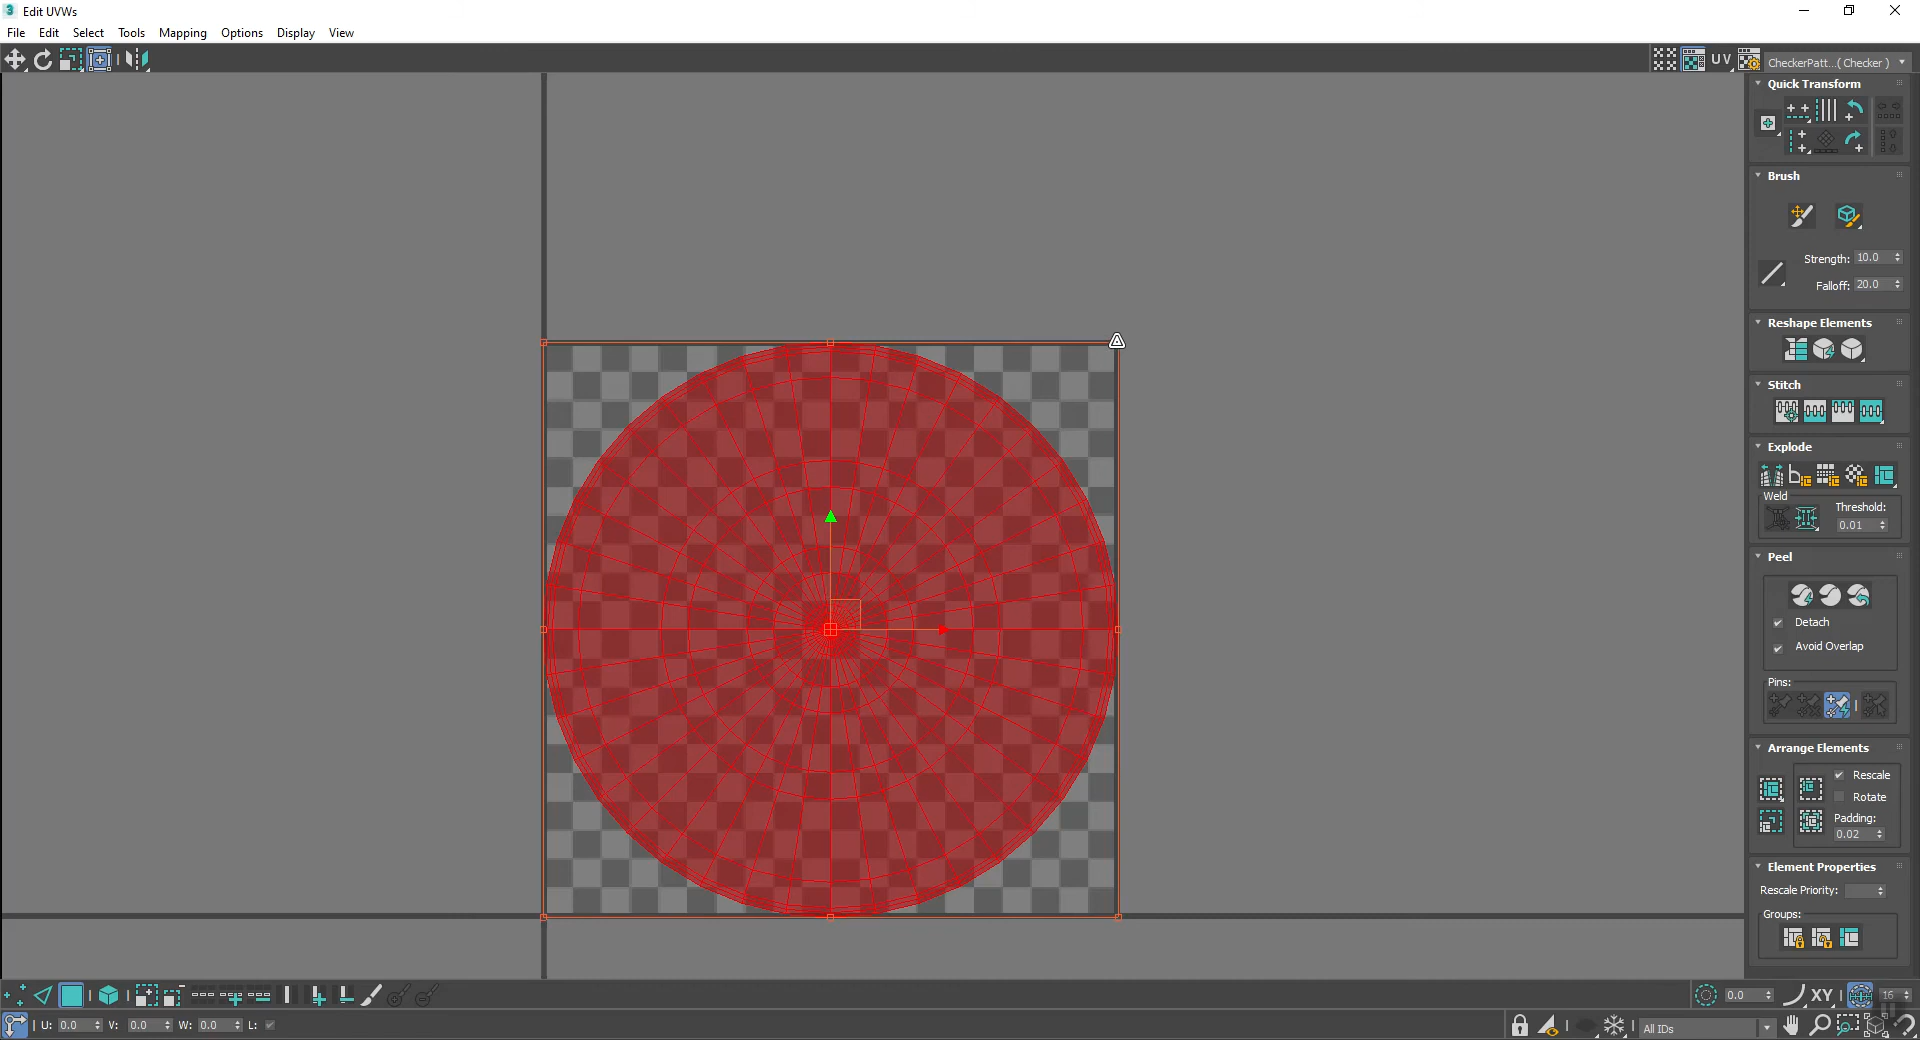 3 Edit UVWs
File Edit Select Tools Mapping Options Display View
UV CheckerPatt...( Checker )
Quick Transform
Brush
Strength: 10.0
Falloff: 20.0
Reshape Elements
Stitch
Explode
Weld
Threshold:
0.01
Peel
Detach
Avoid Overlap
Pins:
Arrange Elements
Rescale
Rotate
Padding:
0.02
Element Properties
Rescale Priority:
Groups:
0.0 XY 16
U: 0.0 V: 0.0 W: 0.0 L: All IDs